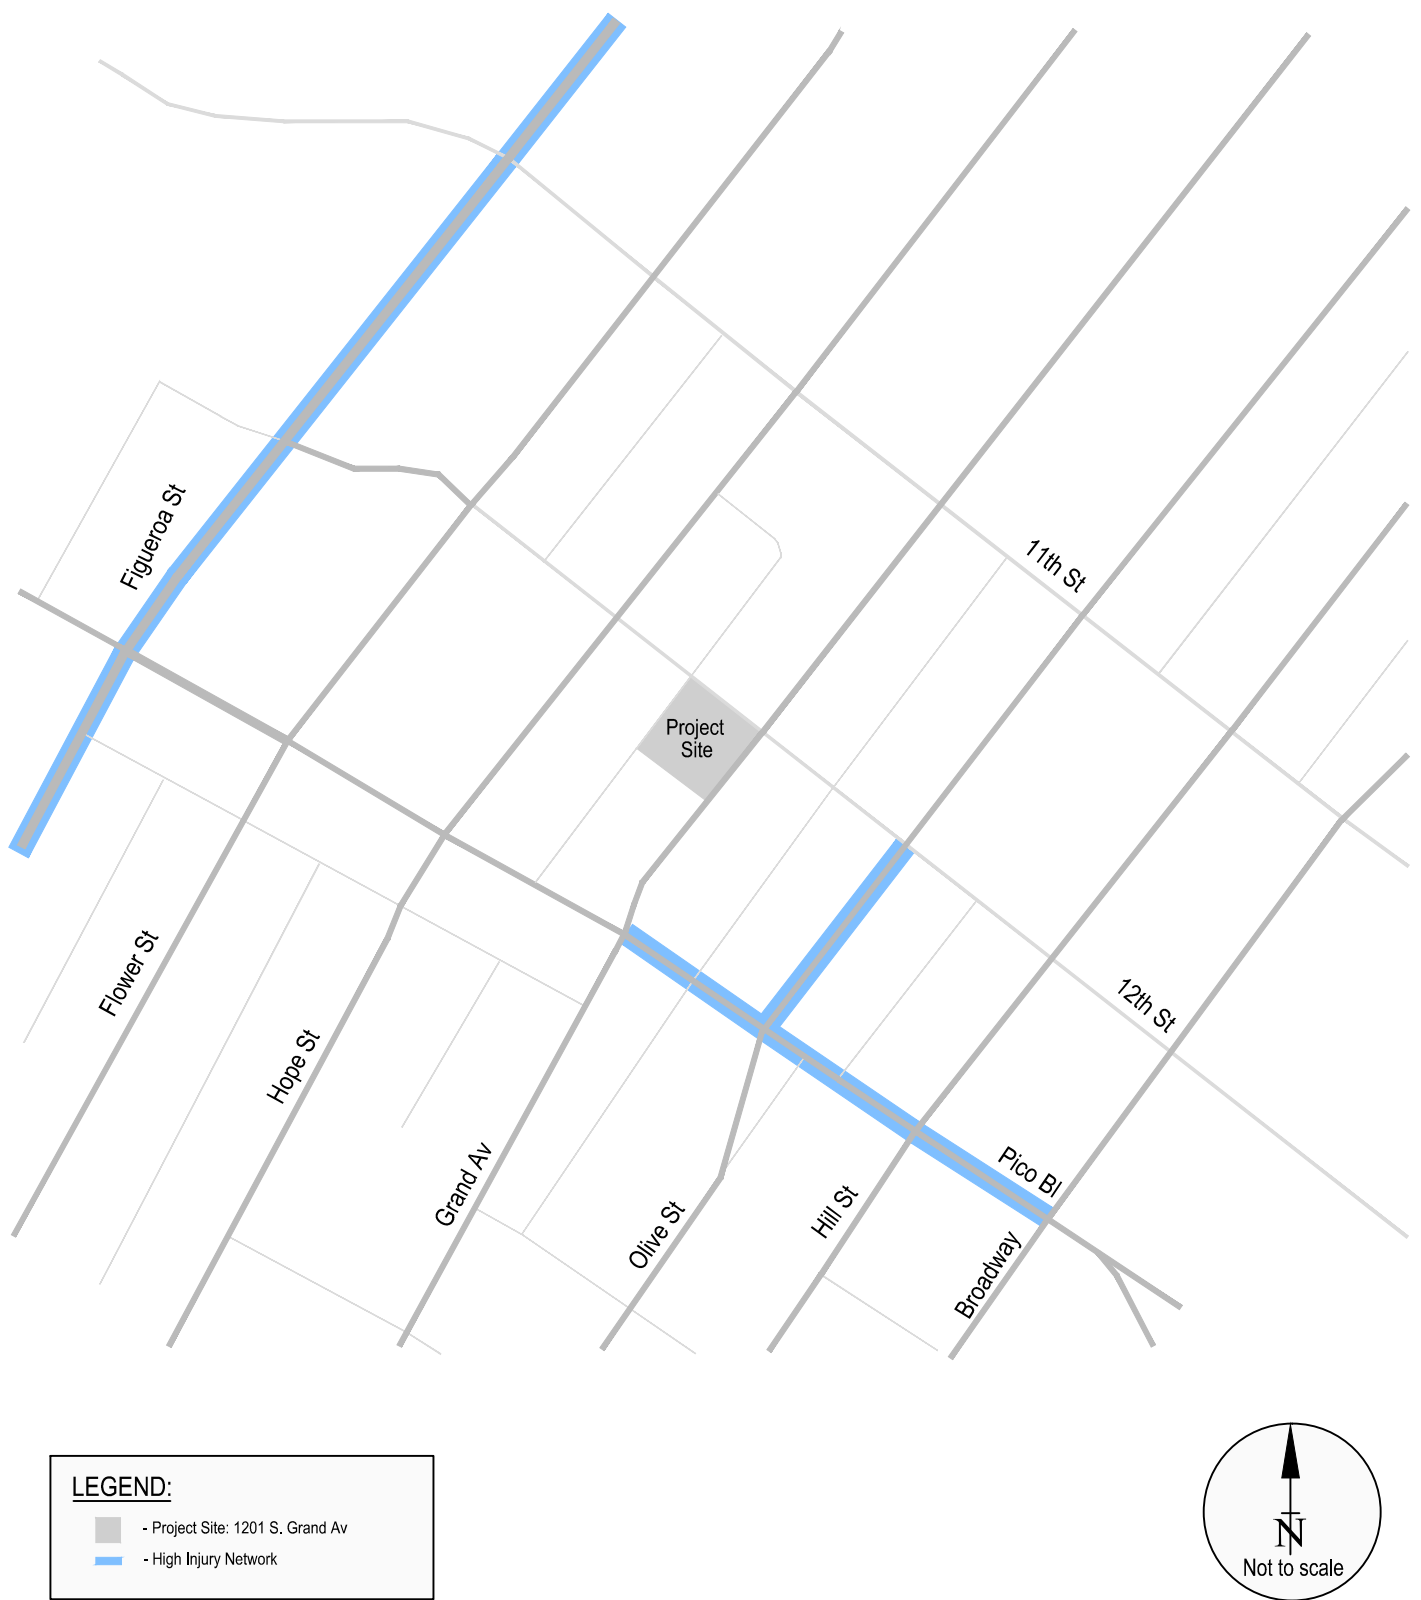 Figueroa St
11th St
Project
Site
Flower St
12th St
Hope St
Grand Av
Pico Bl
Olive St
Hill St
Broadway
LEGEND:
- Project Site: 1201 S. Grand Av
- High Injury Network
N
Not to scale